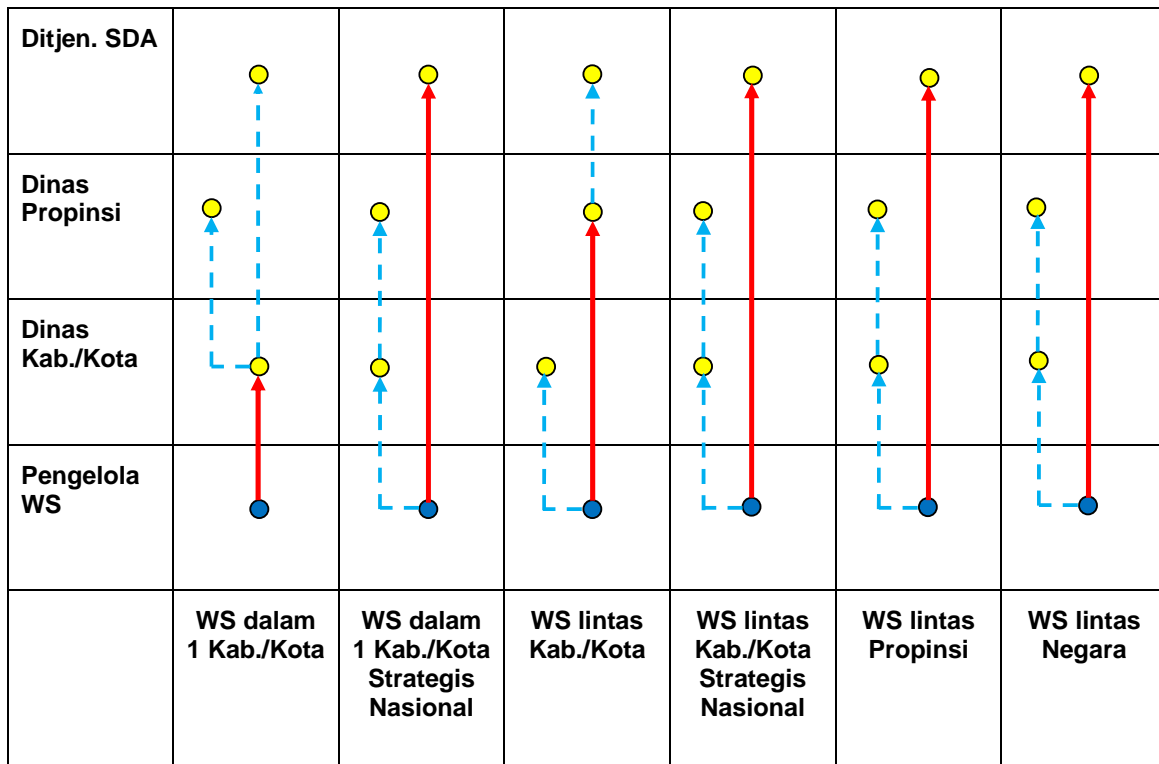 Ditjen. SDA
Dinas
Propinsi
Dinas
Kab./Kota
Pengelola
WS
WS dalam
1 Kab./Kota
WS dalam
1 Kab./Kota
Strategis
Nasional
WS lintas
Kab./Kota
WS lintas
Kab./Kota
Strategis
Nasional
WS lintas
Propinsi
WS lintas
Negara